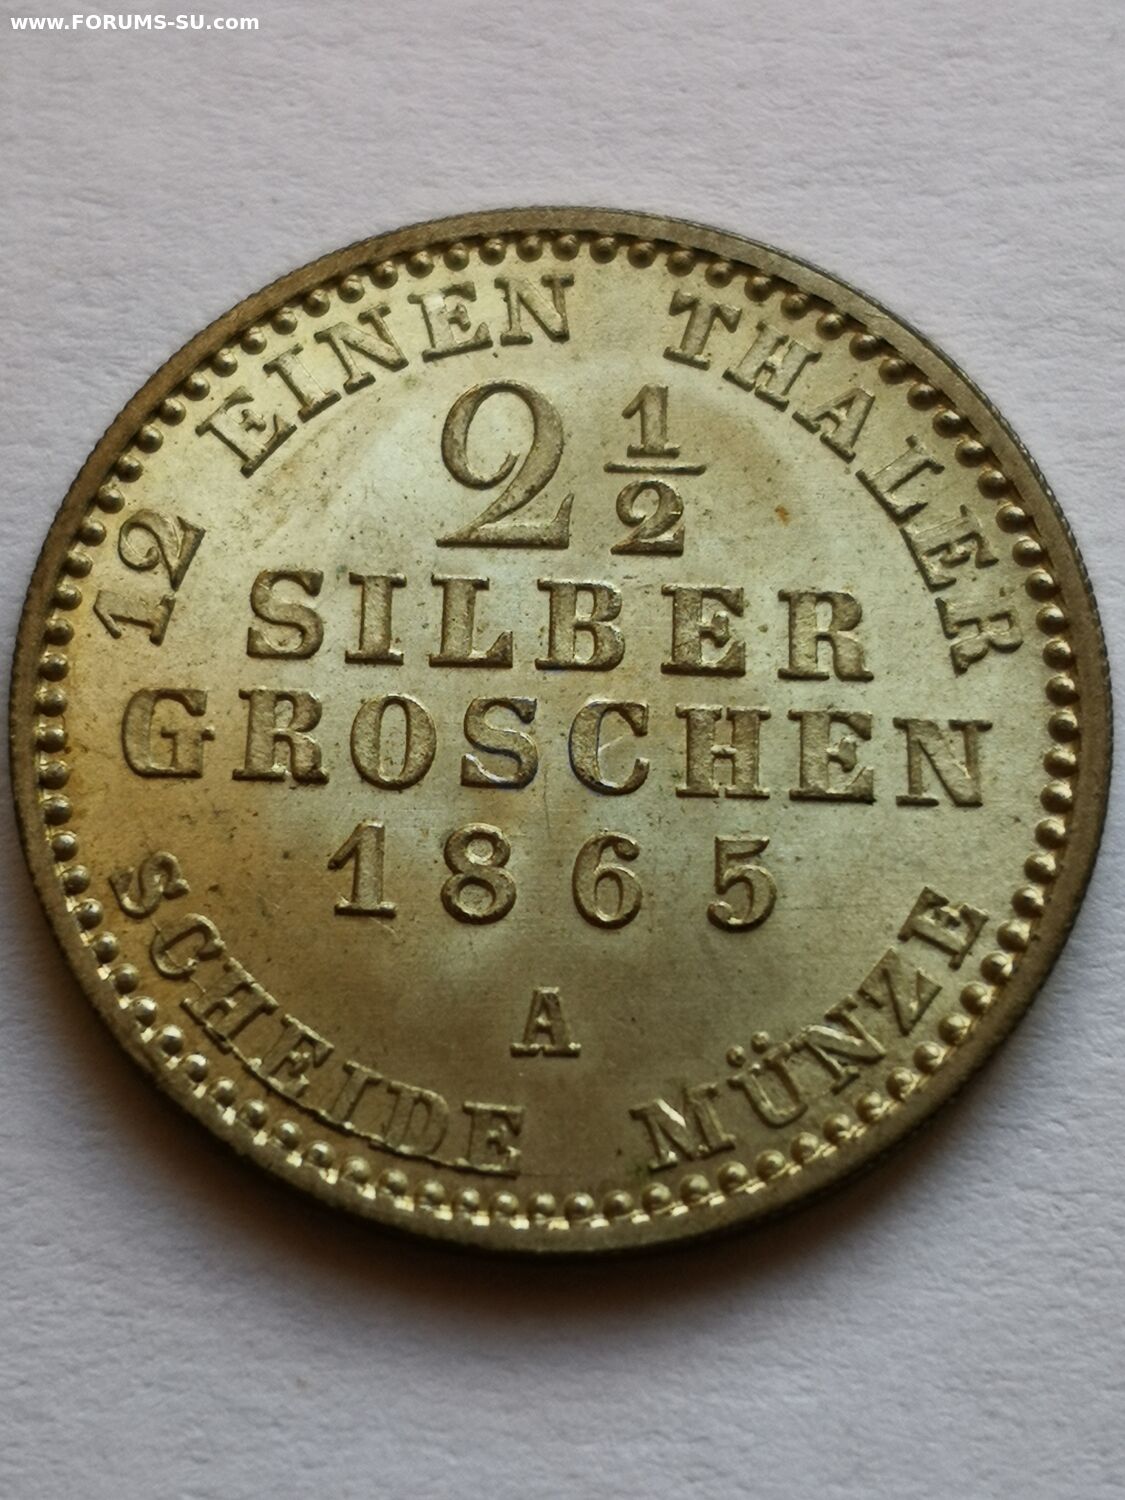 www.FORUMS-SU.com
12 EINEN THALER
2 1/2
SILBER
GROSCHEN
1865
A
SCHEIDE MÜNZE